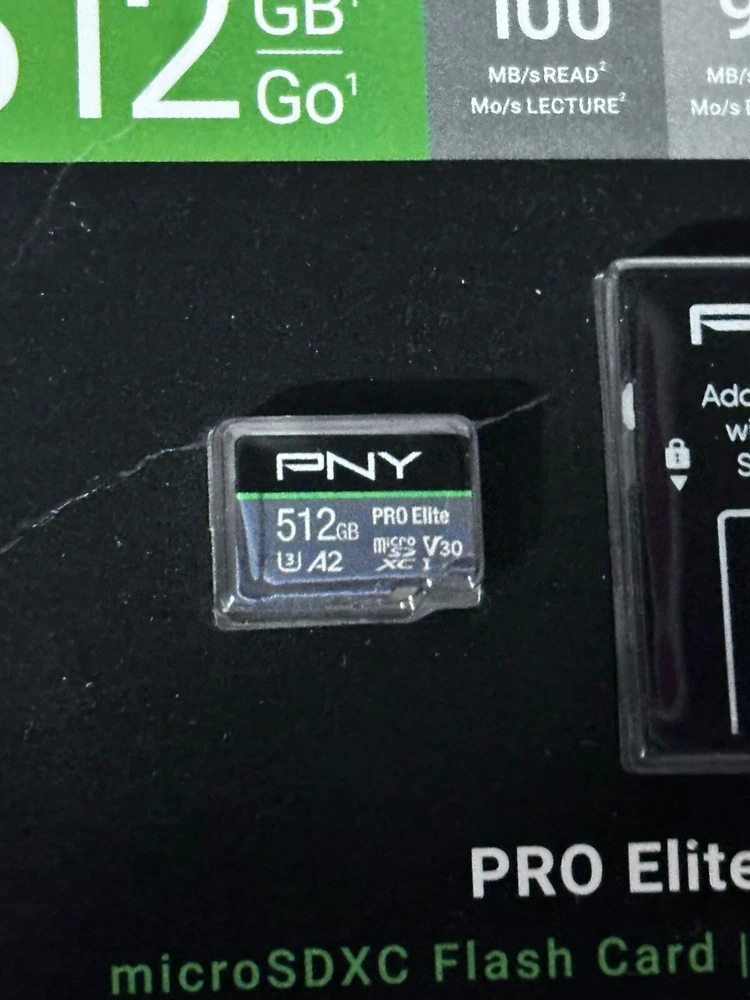 512 GB¹
Go¹
100
MB/s READ²
Mo/s LECTURE²
MB/s
Mo/s
PNY
512GB PRO Elite
U3 A2 microSDXC I V30
PRO Elite
microSDXC Flash Card |